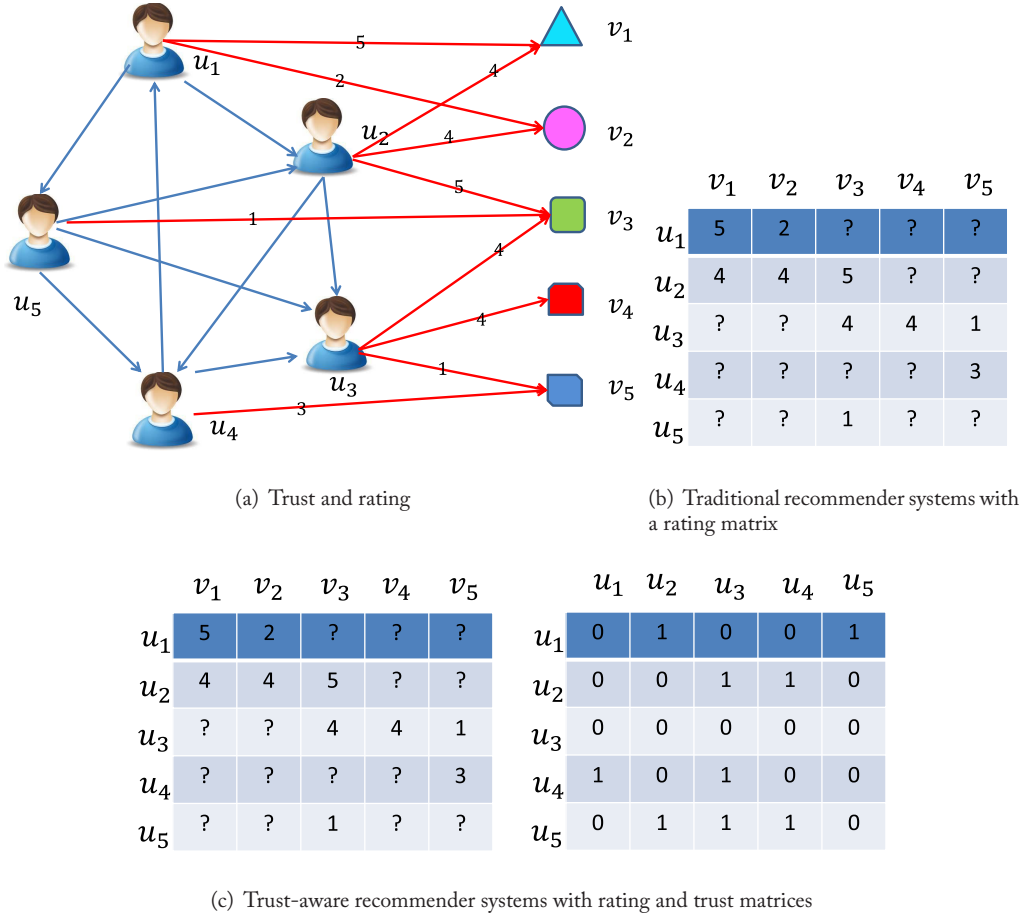 5
v₁
u₁
4
2
u₂
4
v₂
5
1
v₃
4
u₅
v₄
4
u₃
1
v₅
3
u₄
(a) Trust and rating
v₁ v₂ v₃ v₄ v₅
u₁ 5 2 ? ? ?
u₂ 4 4 5 ? ?
u₃ ? ? 4 4 1
u₄ ? ? ? ? 3
u₅ ? ? 1 ? ?
(b) Traditional recommender systems with
a rating matrix
v₁ v₂ v₃ v₄ v₅
u₁ 5 2 ? ? ?
u₂ 4 4 5 ? ?
u₃ ? ? 4 4 1
u₄ ? ? ? ? 3
u₅ ? ? 1 ? ?
u₁ u₂ u₃ u₄ u₅
u₁ 0 1 0 0 1
u₂ 0 0 1 1 0
u₃ 0 0 0 0 0
u₄ 1 0 1 0 0
u₅ 0 1 1 1 0
(c) Trust-aware recommender systems with rating and trust matrices